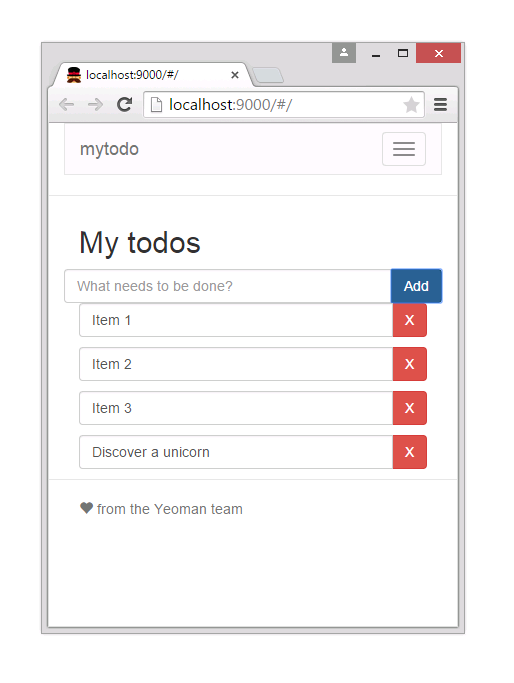 localhost:9000/#/
localhost:9000/#/
mytodo
My todos
What needs to be done? Add
Item 1 X
Item 2 X
Item 3 X
Discover a unicorn X
from the Yeoman team